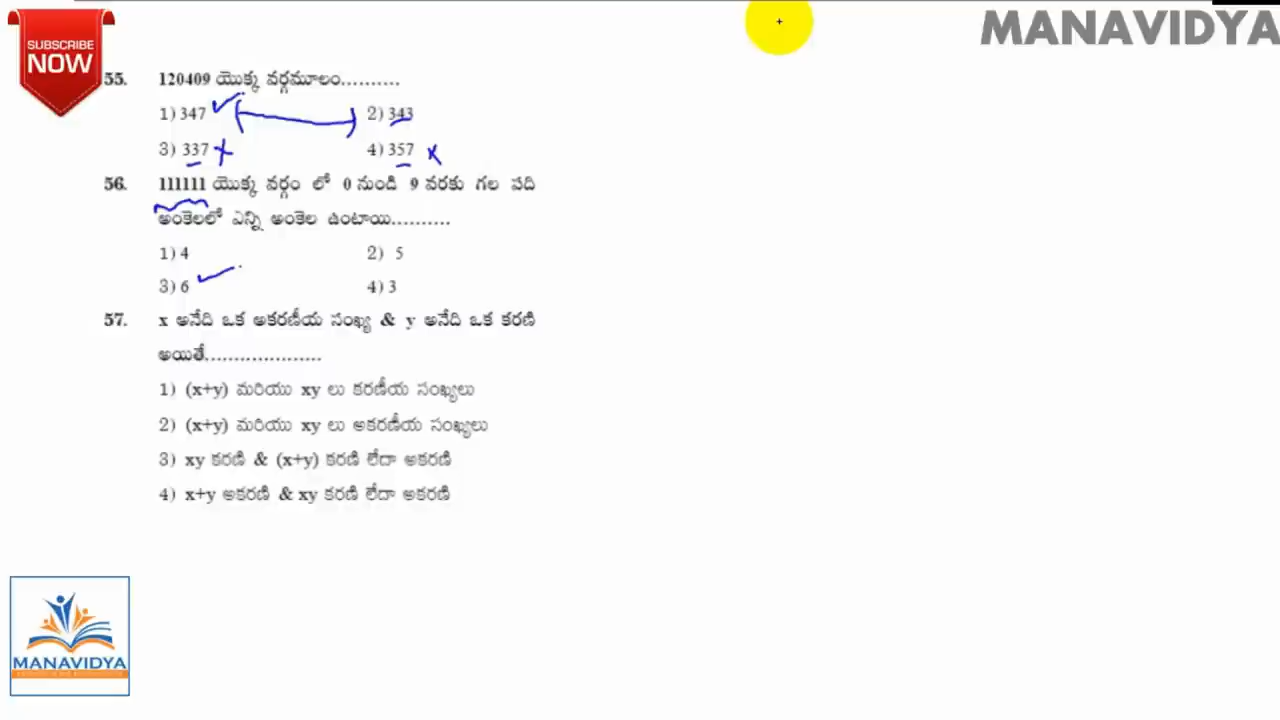 MANAVIDYA
SUBSCRIBE
NOW
55. 120409 యొక్క వర్గమూలం..........
1) 347 2) 343
3) 337 4) 357
56. 111111 యొక్క వర్గం లో 0 నుండి 9 వరకు గల పది
అంకెలలో ఎన్ని అంకెల ఉంటాయి..........
1) 4 2) 5
3) 6 4) 3
57. x అనేది ఒక అకరణీయ సంఖ్య & y అనేది ఒక కరణి
అయితే....................
1) (x+y) మరియు xy లు కరణీయ సంఖ్యలు
2) (x+y) మరియు xy లు అకరణీయ సంఖ్యలు
3) xy కరణి & (x+y) కరణి లేదా అకరణి
4) x+y అకరణి & xy కరణి లేదా అకరణి
MANAVIDYA